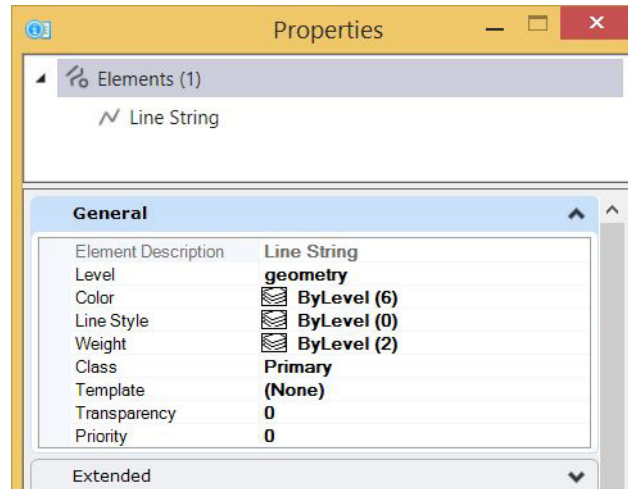 Properties
Elements (1)
Line String
General
Element Description Line String
Level geometry
Color ByLevel (6)
Line Style ByLevel (0)
Weight ByLevel (2)
Class Primary
Template (None)
Transparency 0
Priority 0
Extended